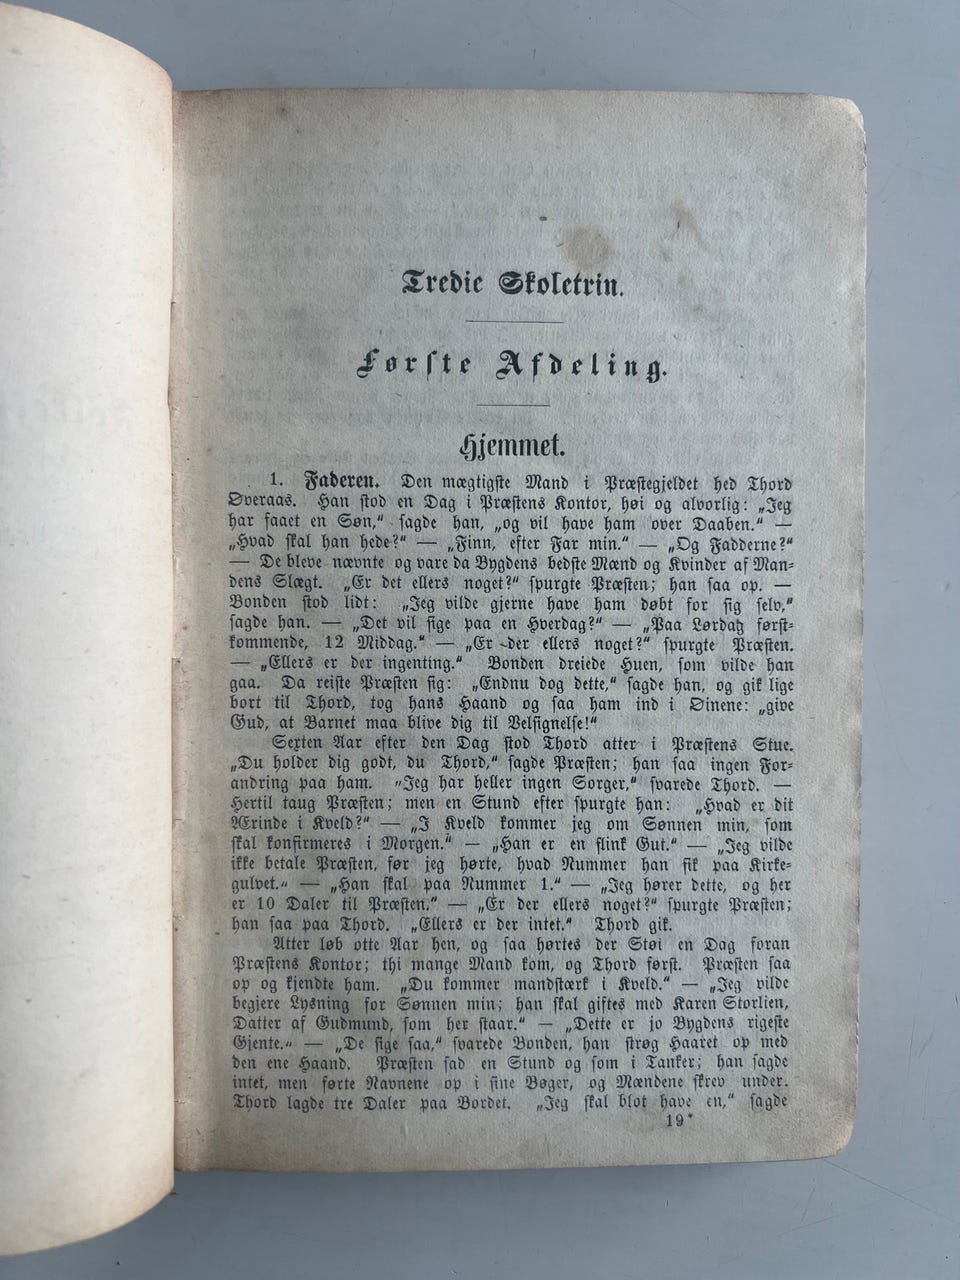 Tredie Skoletrin.
Første Afdeling.
Hjemmet.
1. Faderen. Den mægtigste Mand i Præstegjeldet hed Thord
Øveraas. Han stod en Dag i Præstens Kontor, høi og alvorlig: „Jeg
har faaet en Søn,“ sagde han, „og vil have ham over Daaben.“ —
„Hvad skal han hede?“ — „Finn, efter Far min.“ — „Og Fadderne?“
— De bleve nævnte og vare da Bygdens bedste Mænd og Kvinder af Man-
dens Slægt. „Er det ellers noget?“ spurgte Præsten; han saa op. —
Bonden stod lidt: „Jeg vilde gjerne have ham døbt for sig selv,“
sagde han. — „Det vil sige paa en Hverdag?“ — „Paa Lørdag først-
kommende, 12 Middag.“ — „Er der ellers noget?“ spurgte Præsten.
— „Ellers er der ingenting.“ Bonden dreiede Huen, som vilde han
gaa. Da reiste Præsten sig: „Endnu dog dette,“ sagde han, og gik lige
bort til Thord, tog hans Haand og saa ham ind i Øinene: „give
Gud, at Barnet maa blive dig til Velsignelse!“
Sexten Aar efter den Dag stod Thord atter i Præstens Stue.
„Du holder dig godt, du Thord,“ sagde Præsten; han saa ingen For-
andring paa ham. „Jeg har heller ingen Sorger,“ svarede Thord. —
Hertil taug Præsten; men en Stund efter spurgte han: „Hvad er dit
Ærinde i Kveld?“ — „I Kveld kommer jeg om Sønnen min, som
skal konfirmeres i Morgen.“ — „Han er en flink Gut.“ — „Jeg vilde
ikke betale Præsten, før jeg hørte, hvad Nummer han fik paa Kirke-
gulvet.“ — „Han skal paa Nummer 1.“ — „Jeg hører dette, og her
er 10 Daler til Præsten.“ — „Er der ellers noget?“ spurgte Præsten;
han saa paa Thord. „Ellers er der intet.“ Thord gik.
Atter løb otte Aar hen, og saa hørtes der Støi en Dag foran
Præstens Kontor; thi mange Mand kom, og Thord først. Præsten saa
op og kjendte ham. „Du kommer mandstærk i Kveld.“ — „Jeg vilde
begjere Lysning for Sønnen min; han skal giftes med Karen Storlien,
Datter af Gudmund, som her staar.“ — „Dette er jo Bygdens rigeste
Gjente.“ — „De sige saa,“ svarede Bonden, han strøg Haaret op med
den ene Haand. Præsten sad en Stund og som i Tanker; han sagde
intet, men førte Navnene op i sine Bøger, og Mændene skrev under.
Thord lagde tre Daler paa Bordet. „Jeg skal blot have en,“ sagde
19*